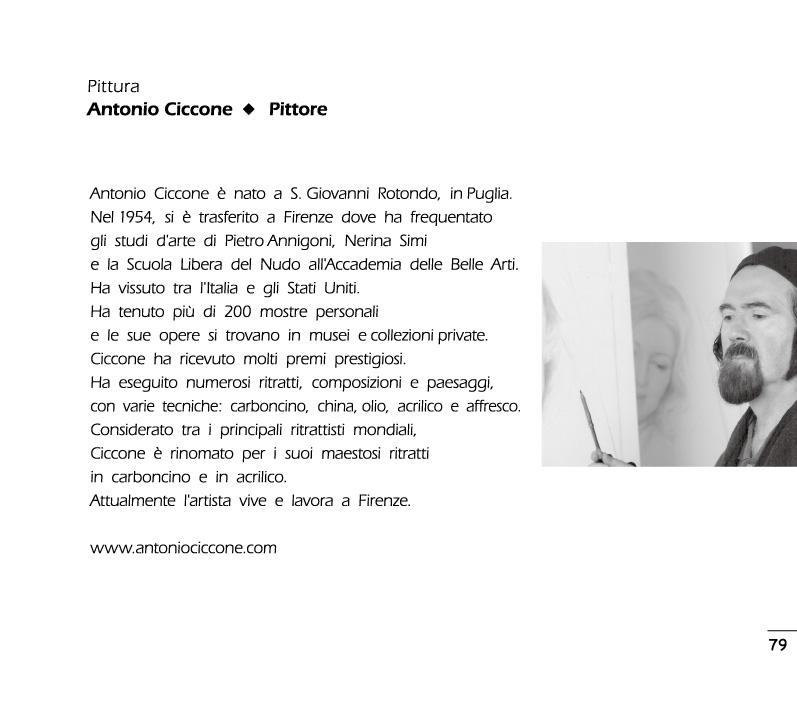 Pittura
Antonio Ciccone ◆ Pittore
Antonio Ciccone è nato a S. Giovanni Rotondo, in Puglia.
Nel 1954, si è trasferito a Firenze dove ha frequentato
gli studi d'arte di Pietro Annigoni, Nerina Simi
e la Scuola Libera del Nudo all'Accademia delle Belle Arti.
Ha vissuto tra l'Italia e gli Stati Uniti.
Ha tenuto più di 200 mostre personali
e le sue opere si trovano in musei e collezioni private.
Ciccone ha ricevuto molti premi prestigiosi.
Ha eseguito numerosi ritratti, composizioni e paesaggi,
con varie tecniche: carboncino, china, olio, acrilico e affresco.
Considerato tra i principali ritrattisti mondiali,
Ciccone è rinomato per i suoi maestosi ritratti
in carboncino e in acrilico.
Attualmente l'artista vive e lavora a Firenze.
www.antoniociccone.com
79